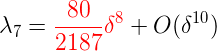 λ₇ = 80/2187 δ⁸ + O(δ¹⁰)